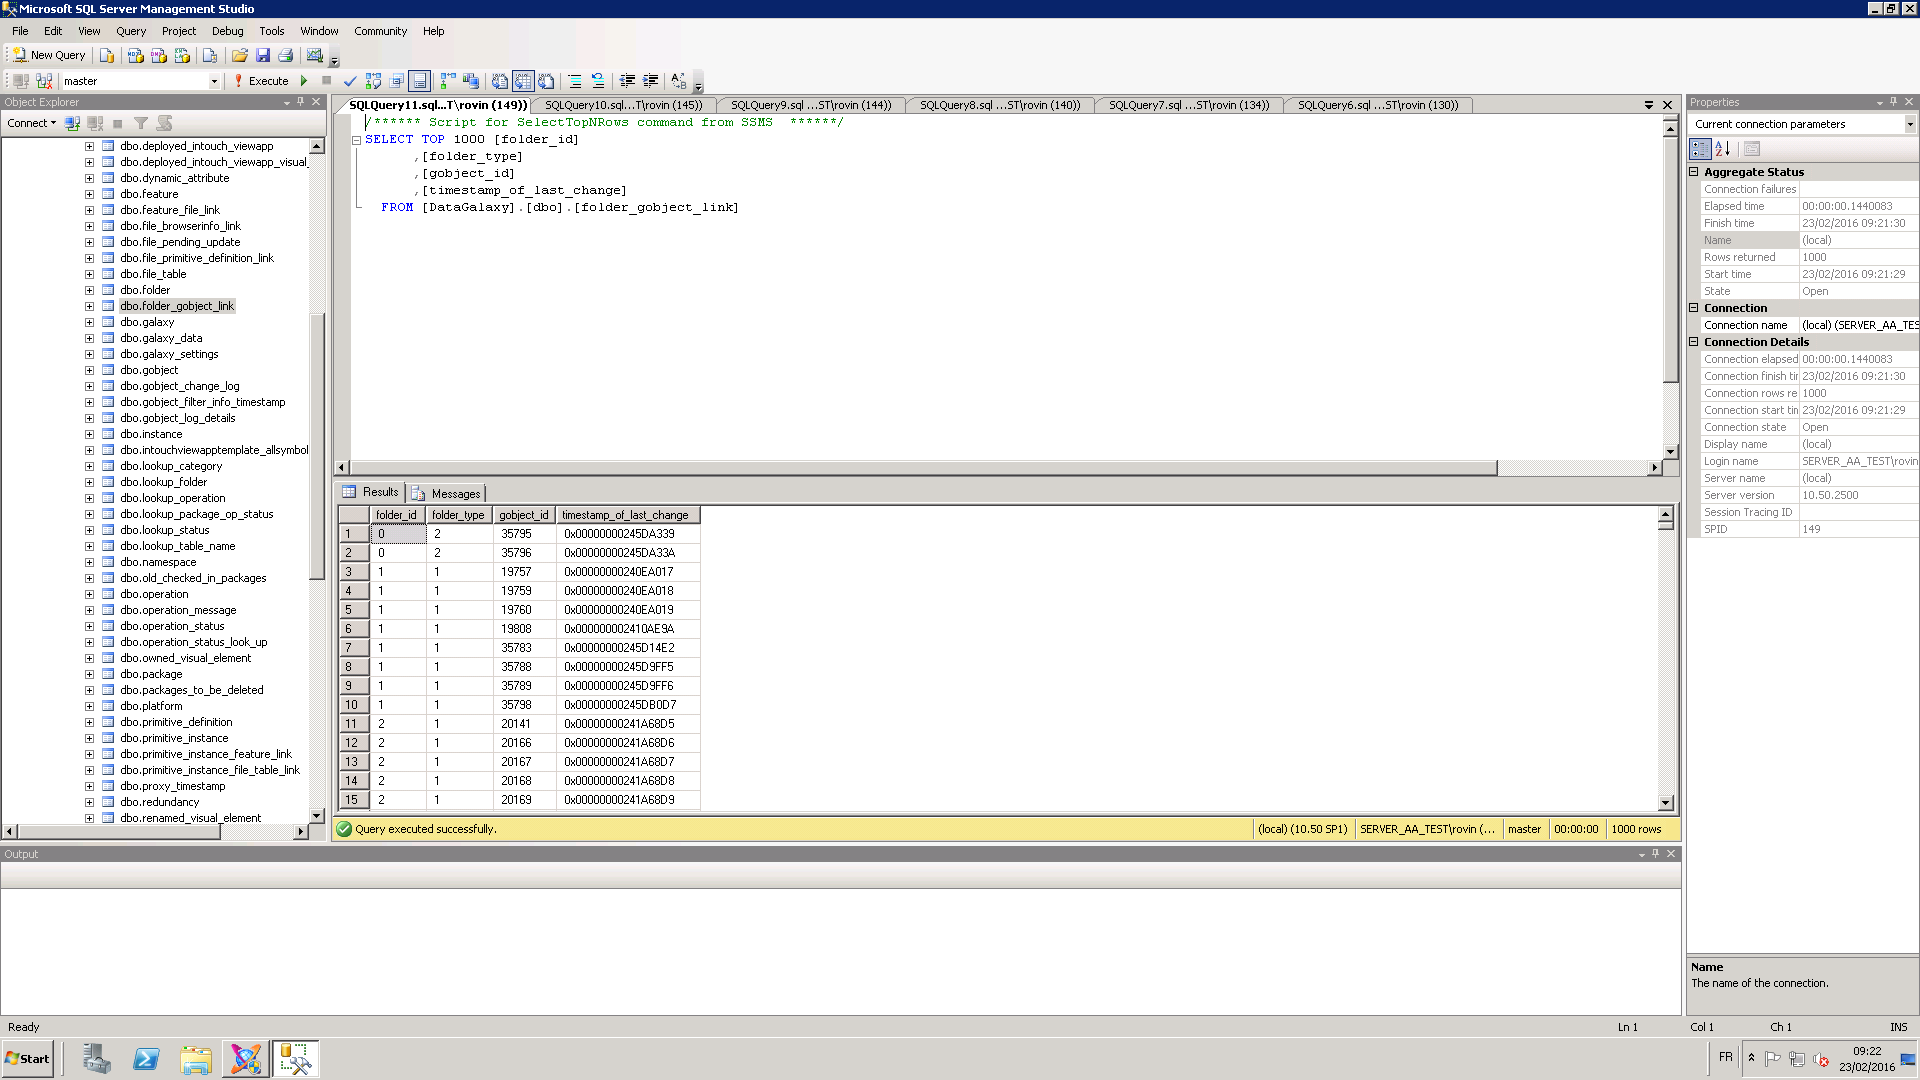 Microsoft SQL Server Management Studio
File Edit View Query Project Debug Tools Window Community Help
New Query
master Execute
Object Explorer
Connect
dbo.deployed_intouch_viewapp
dbo.deployed_intouch_viewapp_visual_
dbo.dynamic_attribute
dbo.feature
dbo.feature_file_link
dbo.file_browserinfo_link
dbo.file_pending_update
dbo.file_primitive_definition_link
dbo.file_table
dbo.folder
dbo.folder_gobject_link
dbo.galaxy
dbo.galaxy_data
dbo.galaxy_settings
dbo.gobject
dbo.gobject_change_log
dbo.gobject_filter_info_timestamp
dbo.gobject_log_details
dbo.instance
dbo.intouchviewapptemplate_allsymbol
dbo.lookup_category
dbo.lookup_folder
dbo.lookup_operation
dbo.lookup_package_op_status
dbo.lookup_status
dbo.lookup_table_name
dbo.namespace
dbo.old_checked_in_packages
dbo.operation
dbo.operation_message
dbo.operation_status
dbo.operation_status_look_up
dbo.owned_visual_element
dbo.package
dbo.packages_to_be_deleted
dbo.platform
dbo.primitive_definition
dbo.primitive_instance
dbo.primitive_instance_feature_link
dbo.primitive_instance_file_table_link
dbo.proxy_timestamp
dbo.redundancy
dbo.renamed_visual_element
SQLQuery11.sql...T\rovin (149)) SQLQuery10.sql...T\rovin (145)) SQLQuery9.sql ...ST\rovin (144)) SQLQuery8.sql ...ST\rovin (140)) SQLQuery7.sql ...ST\rovin (134)) SQLQuery6.sql ...ST\rovin (130))
/****** Script for SelectTopNRows command from SSMS ******/
SELECT TOP 1000 [folder_id]
,[folder_type]
,[gobject_id]
,[timestamp_of_last_change]
FROM [DataGalaxy].[dbo].[folder_gobject_link]
Results Messages
folder_id folder_type gobject_id timestamp_of_last_change
1 0 2 35795 0x00000000245DA339
2 0 2 35796 0x00000000245DA33A
3 1 1 19757 0x00000000240EA017
4 1 1 19759 0x00000000240EA018
5 1 1 19760 0x00000000240EA019
6 1 1 19808 0x000000002410AE9A
7 1 1 35783 0x00000000245D14E2
8 1 1 35788 0x00000000245D9FF5
9 1 1 35789 0x00000000245D9FF6
10 1 1 35798 0x00000000245DB0D7
11 2 1 20141 0x00000000241A68D5
12 2 1 20166 0x00000000241A68D6
13 2 1 20167 0x00000000241A68D7
14 2 1 20168 0x00000000241A68D8
15 2 1 20169 0x00000000241A68D9
Query executed successfully. (local) (10.50 SP1) SERVER_AA_TEST\rovin (... master 00:00:00 1000 rows
Properties
Current connection parameters
Aggregate Status
Connection failures
Elapsed time 00:00:00.1440083
Finish time 23/02/2016 09:21:30
Name (local)
Rows returned 1000
Start time 23/02/2016 09:21:29
State Open
Connection
Connection name (local) (SERVER_AA_TES
Connection Details
Connection elapsed 00:00:00.1440083
Connection finish tir 23/02/2016 09:21:30
Connection rows re 1000
Connection start tin 23/02/2016 09:21:29
Connection state Open
Display name (local)
Login name SERVER_AA_TEST\rovin
Server name (local)
Server version 10.50.2500
Session Tracing ID
SPID 149
Name
The name of the connection.
Output
Ready Ln 1 Col 1 Ch 1 INS
Start FR 09:22
23/02/2016